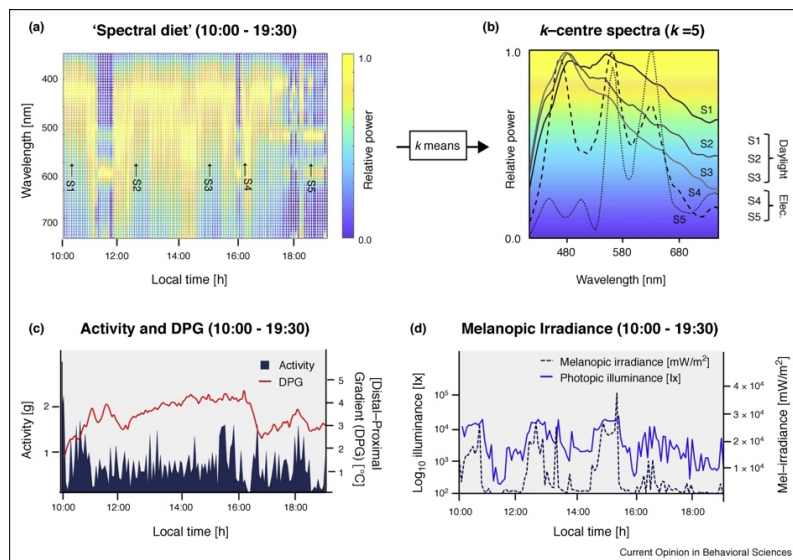 (a) 'Spectral diet' (10:00 - 19:30)
Wavelength [nm]
400
500
600
700
←S1
←S2
←S3
←S4
←S5
10:00 12:00 14:00 16:00 18:00
Local time [h]
1.0
0.0
Relative power
k means
(b) k–centre spectra (k =5)
Relative power
1.0
0.0
S1
S2
S3
S4
S5
480 580 680
Wavelength [nm]
S1
S2
S3
Daylight
S4
S5
Elec.
(c) Activity and DPG (10:00 - 19:30)
Activity
DPG
Activity [g]
2
1
5
4
3
2
1
[Distal–Proximal
Gradient (DPG) [°C]
10:00 12:00 14:00 16:00 18:00
Local time [h]
(d) Melanopic Irradiance (10:00 - 19:30)
Melanopic irradiance [mW/m²]
Photopic illuminance [lx]
Log₁₀ illuminance [lx]
10⁵
10⁴
10³
10²
4 × 10⁴
3 × 10⁴
2 × 10⁴
1 × 10⁴
Mel–irradiance [mW/m²]
10:00 12:00 14:00 16:00 18:00
Local time [h]
Current Opinion in Behavioral Sciences